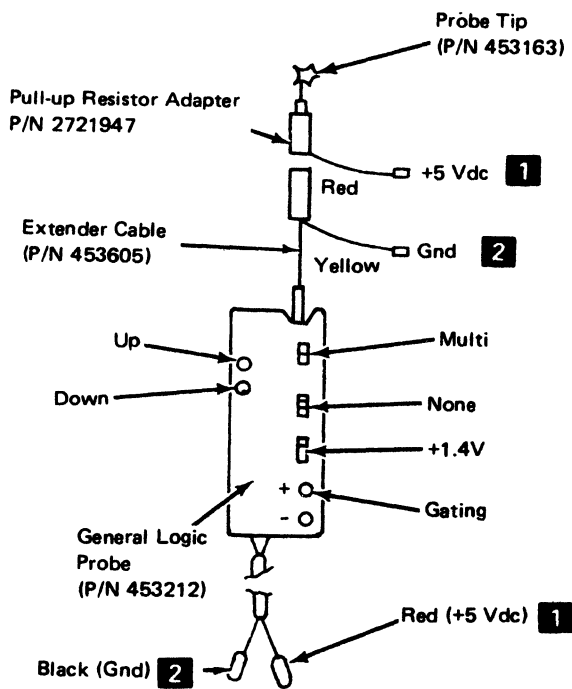 Probe Tip
(P/N 453163)
Pull-up Resistor Adapter
P/N 2721947
+5 Vdc 1
Red
Extender Cable
(P/N 453605)
Gnd 2
Yellow
Up
Multi
Down
None
+1.4V
+
Gating
-
General Logic
Probe
(P/N 453212)
Red (+5 Vdc) 1
Black (Gnd) 2